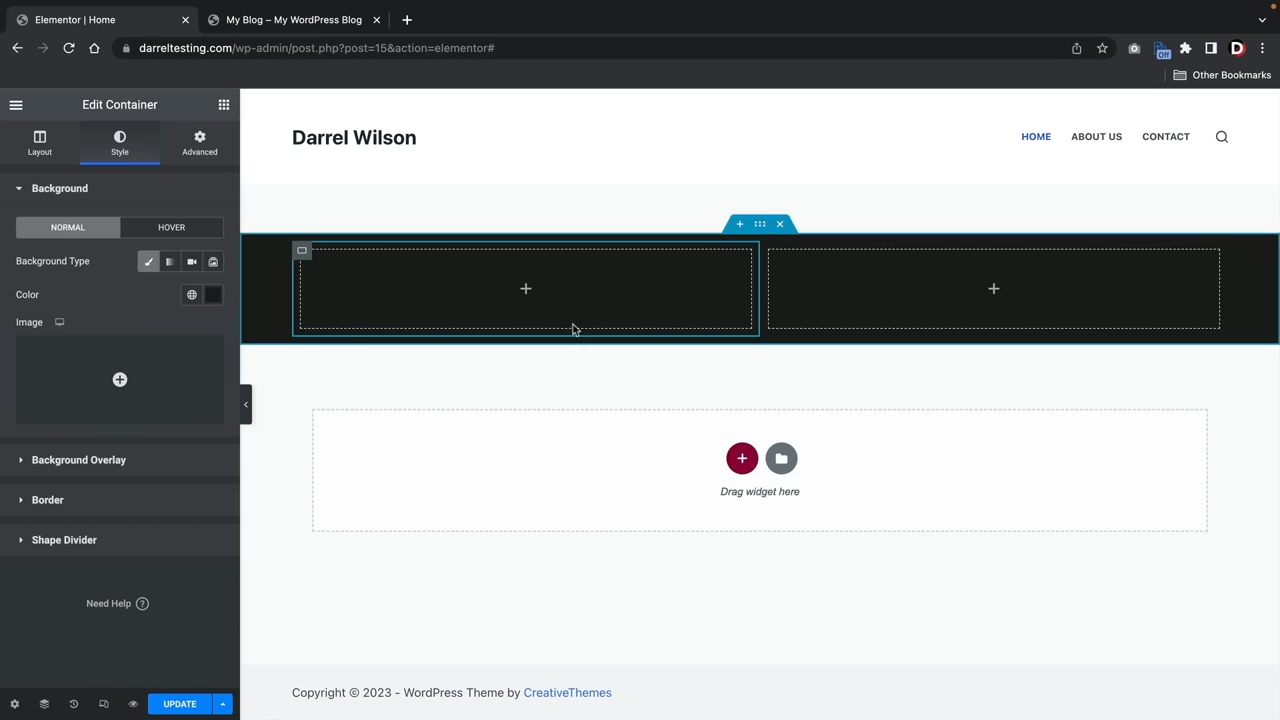 Elementor | Home
My Blog – My WordPress Blog
darreltesting.com/wp-admin/post.php?post=15&action=elementor#
Off
D
Other Bookmarks
Edit Container
Layout
Style
Advanced
Background
NORMAL
HOVER
Background Type
Color
Image
Background Overlay
Border
Shape Divider
Need Help ?
UPDATE
Darrel Wilson
HOME
ABOUT US
CONTACT
Drag widget here
Copyright © 2023 - WordPress Theme by CreativeThemes